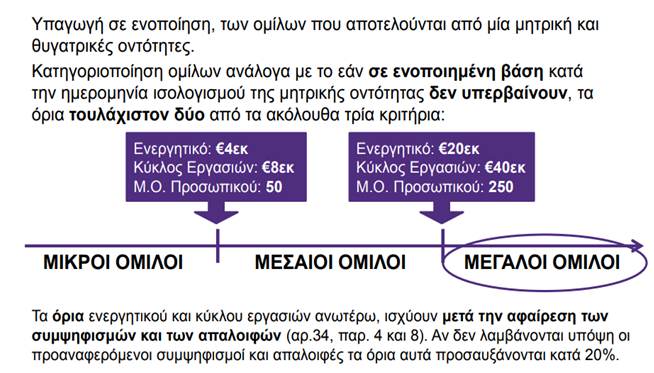 Υπαγωγή σε ενοποίηση, των ομίλων που αποτελούνται από μία μητρική και
θυγατρικές οντότητες.
Κατηγοριοποίηση ομίλων ανάλογα με το εάν σε ενοποιημένη βάση κατά
την ημερομηνία ισολογισμού της μητρικής οντότητας δεν υπερβαίνουν, τα
όρια τουλάχιστον δύο από τα ακόλουθα τρία κριτήρια:
Ενεργητικό: €4εκ
Κύκλος Εργασιών: €8εκ
Μ.Ο. Προσωπικού: 50
Ενεργητικό: €20εκ
Κύκλος Εργασιών: €40εκ
Μ.Ο. Προσωπικού: 250
ΜΙΚΡΟΙ ΟΜΙΛΟΙ
ΜΕΣΑΙΟΙ ΟΜΙΛΟΙ
ΜΕΓΑΛΟΙ ΟΜΙΛΟΙ
Τα όρια ενεργητικού και κύκλου εργασιών ανωτέρω, ισχύουν μετά την αφαίρεση των
συμψηφισμών και των απαλοιφών (αρ.34, παρ. 4 και 8). Αν δεν λαμβάνονται υπόψη οι
προαναφερόμενοι συμψηφισμοί και απαλοιφές τα όρια αυτά προσαυξάνονται κατά 20%.